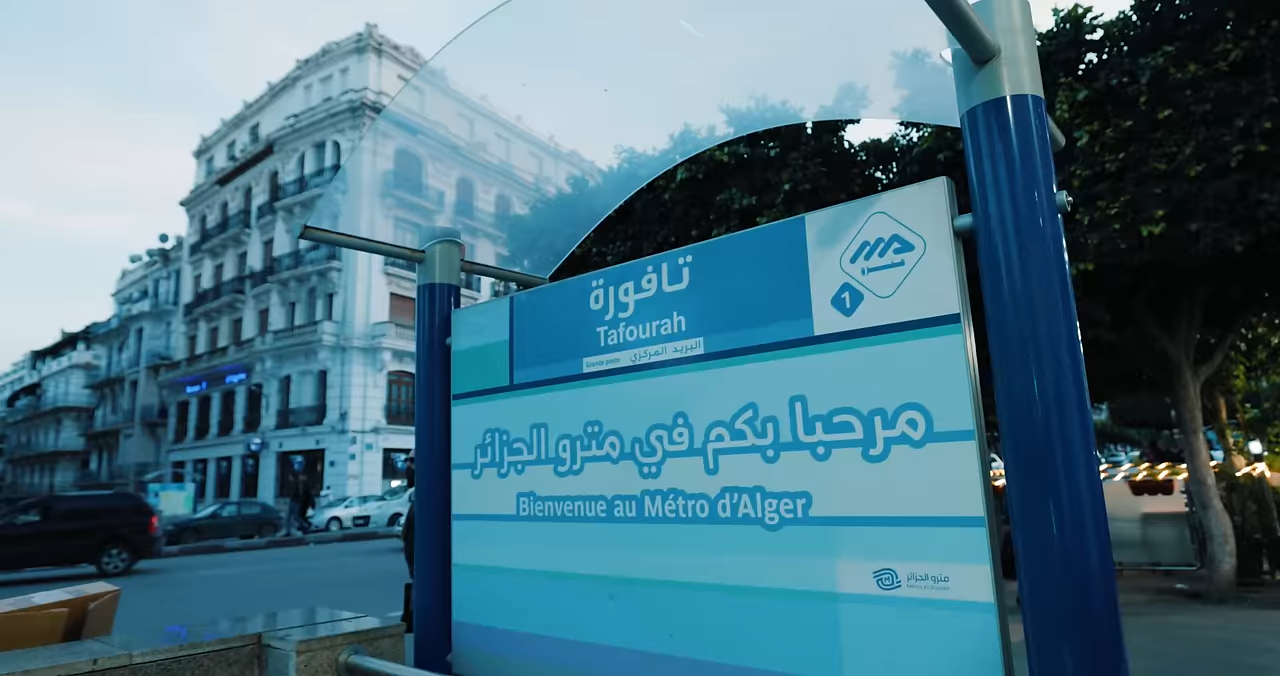 تافورة
Tafourah
Grande poste البريد المركزي
1
مرحبا بكم في مترو الجزائر
Bienvenue au Métro d'Alger
مترو الجزائر